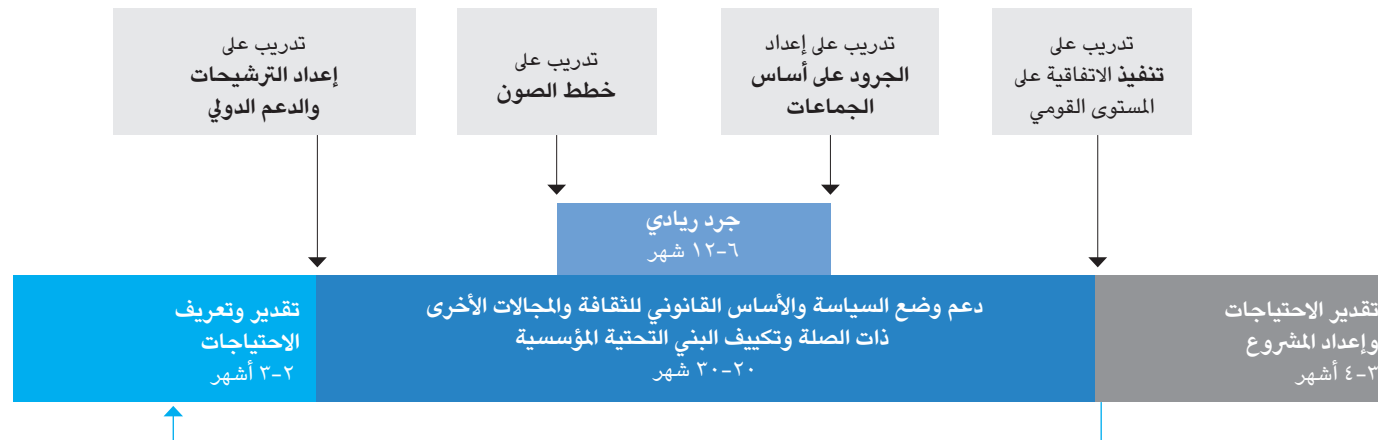 تدريب على
تنفيذ الاتفاقية على
المستوى القومي
تدريب على إعداد
الجرود على أساس
الجماعات
تدريب على
خطط الصون
تدريب على
إعداد الترشيحات
والدعم الدولي
جرد ريادي
٦-١٢ شهر
تقدير الاحتياجات
وإعداد المشروع
٣-٤ أشهر
دعم وضع السياسة والأساس القانوني للثقافة والمجالات الأخرى
ذات الصلة وتكييف البني التحتية المؤسسية
٢٠-٣٠ شهر
تقدير وتعريف
الاحتياجات
٢-٣ أشهر